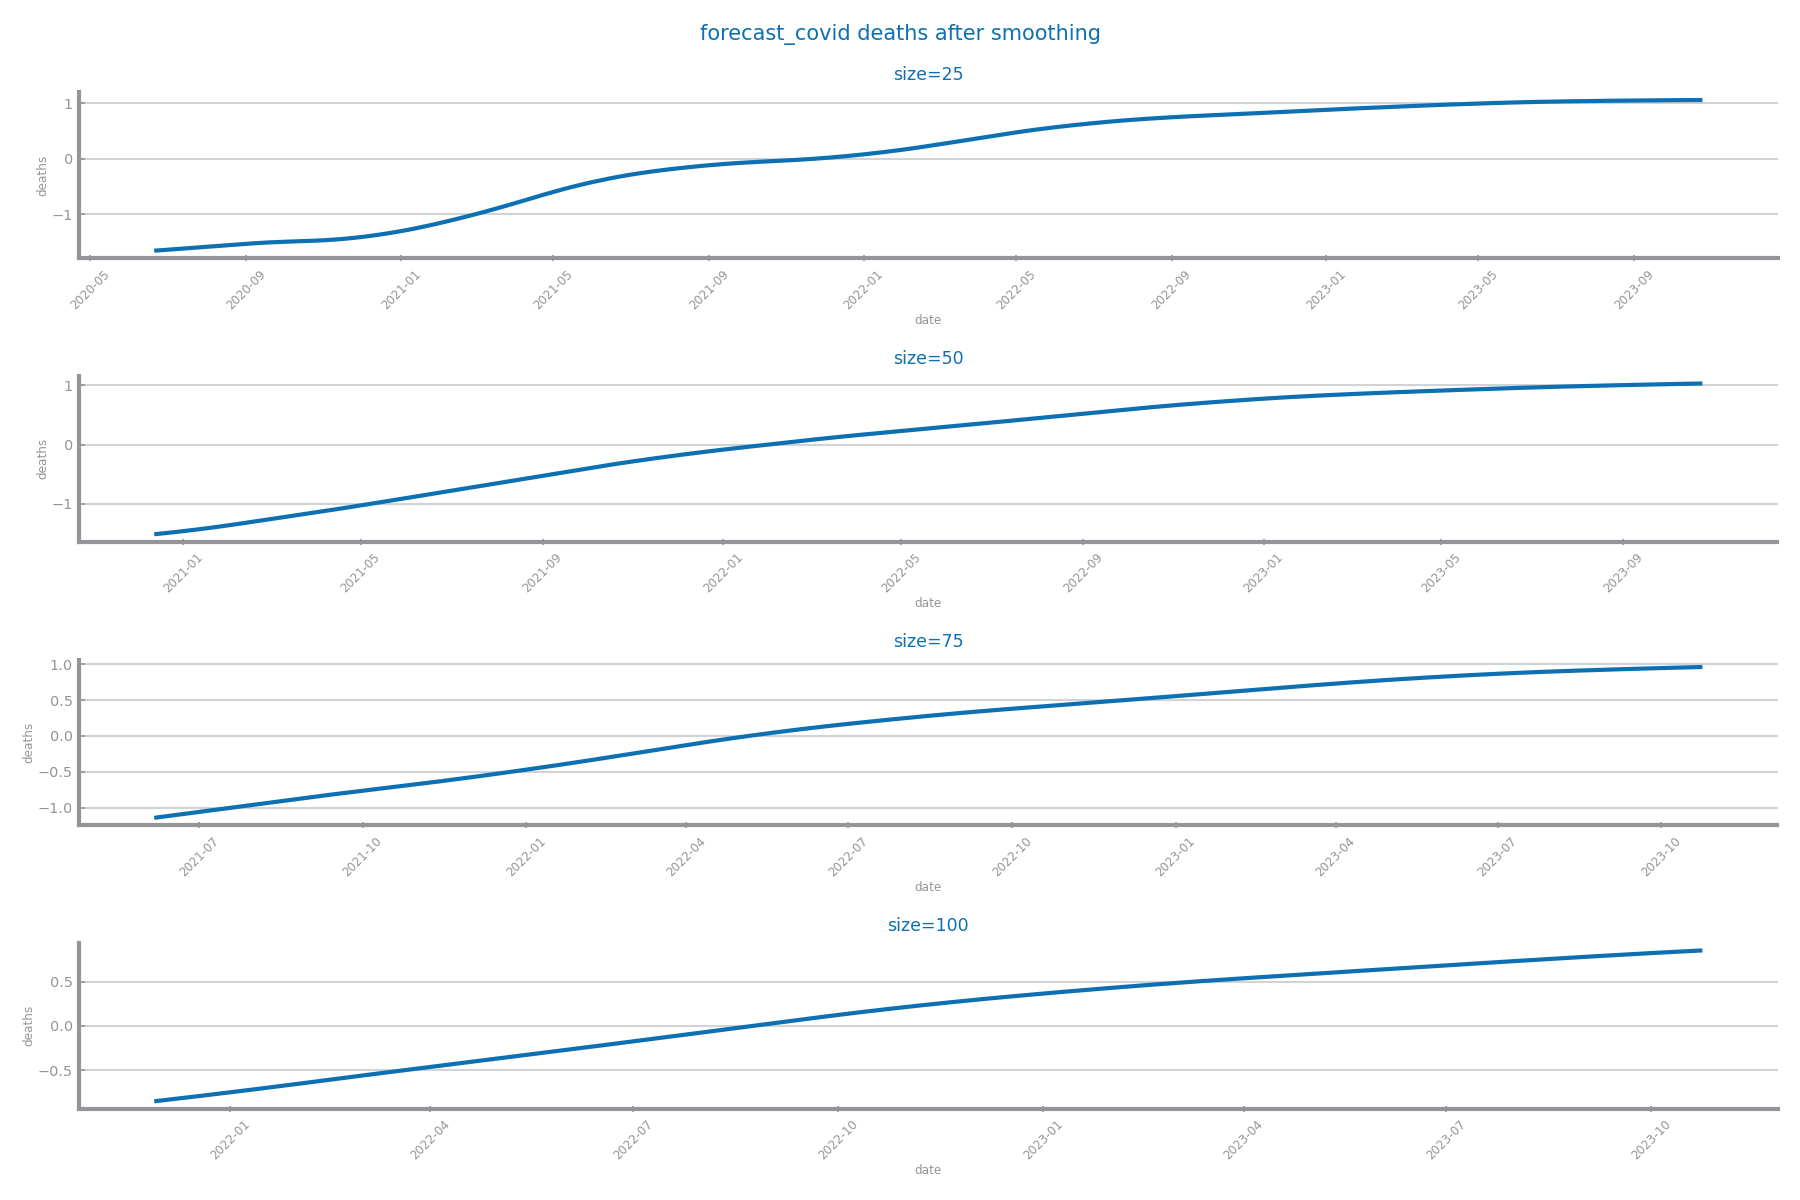 forecast_covid deaths after smoothing
size=25
deaths
1
0
−1
2020-05 2020-09 2021-01 2021-05 2021-09 2022-01 2022-05 2022-09 2023-01 2023-05 2023-09
date
size=50
deaths
1
0
−1
2021-01 2021-05 2021-09 2022-01 2022-05 2022-09 2023-01 2023-05 2023-09
date
size=75
deaths
1.0
0.5
0.0
−0.5
−1.0
2021-07 2021-10 2022-01 2022-04 2022-07 2022-10 2023-01 2023-04 2023-07 2023-10
date
size=100
deaths
0.5
0.0
−0.5
2022-01 2022-04 2022-07 2022-10 2023-01 2023-04 2023-07 2023-10
date